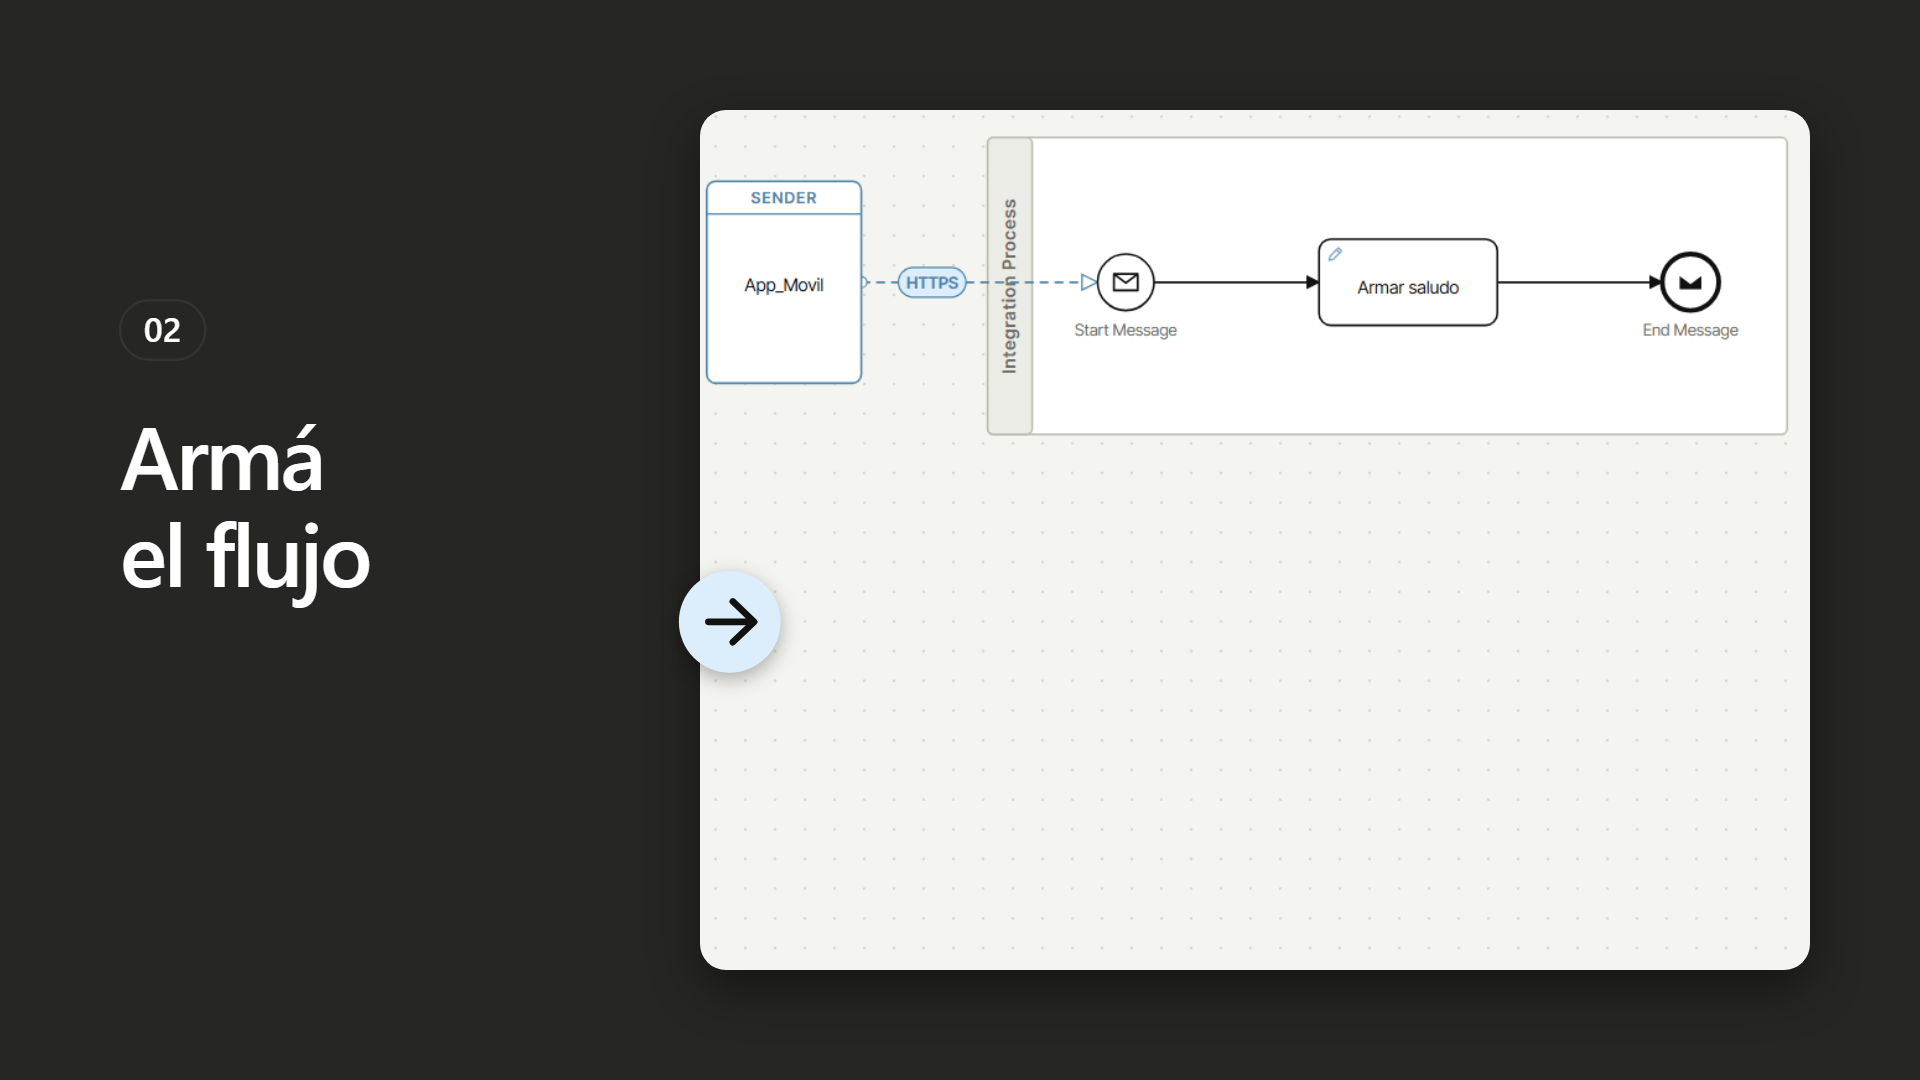 02
Armá
el flujo
SENDER
App_Movil
HTTPS
Integration Process
Start Message
Armar saludo
End Message